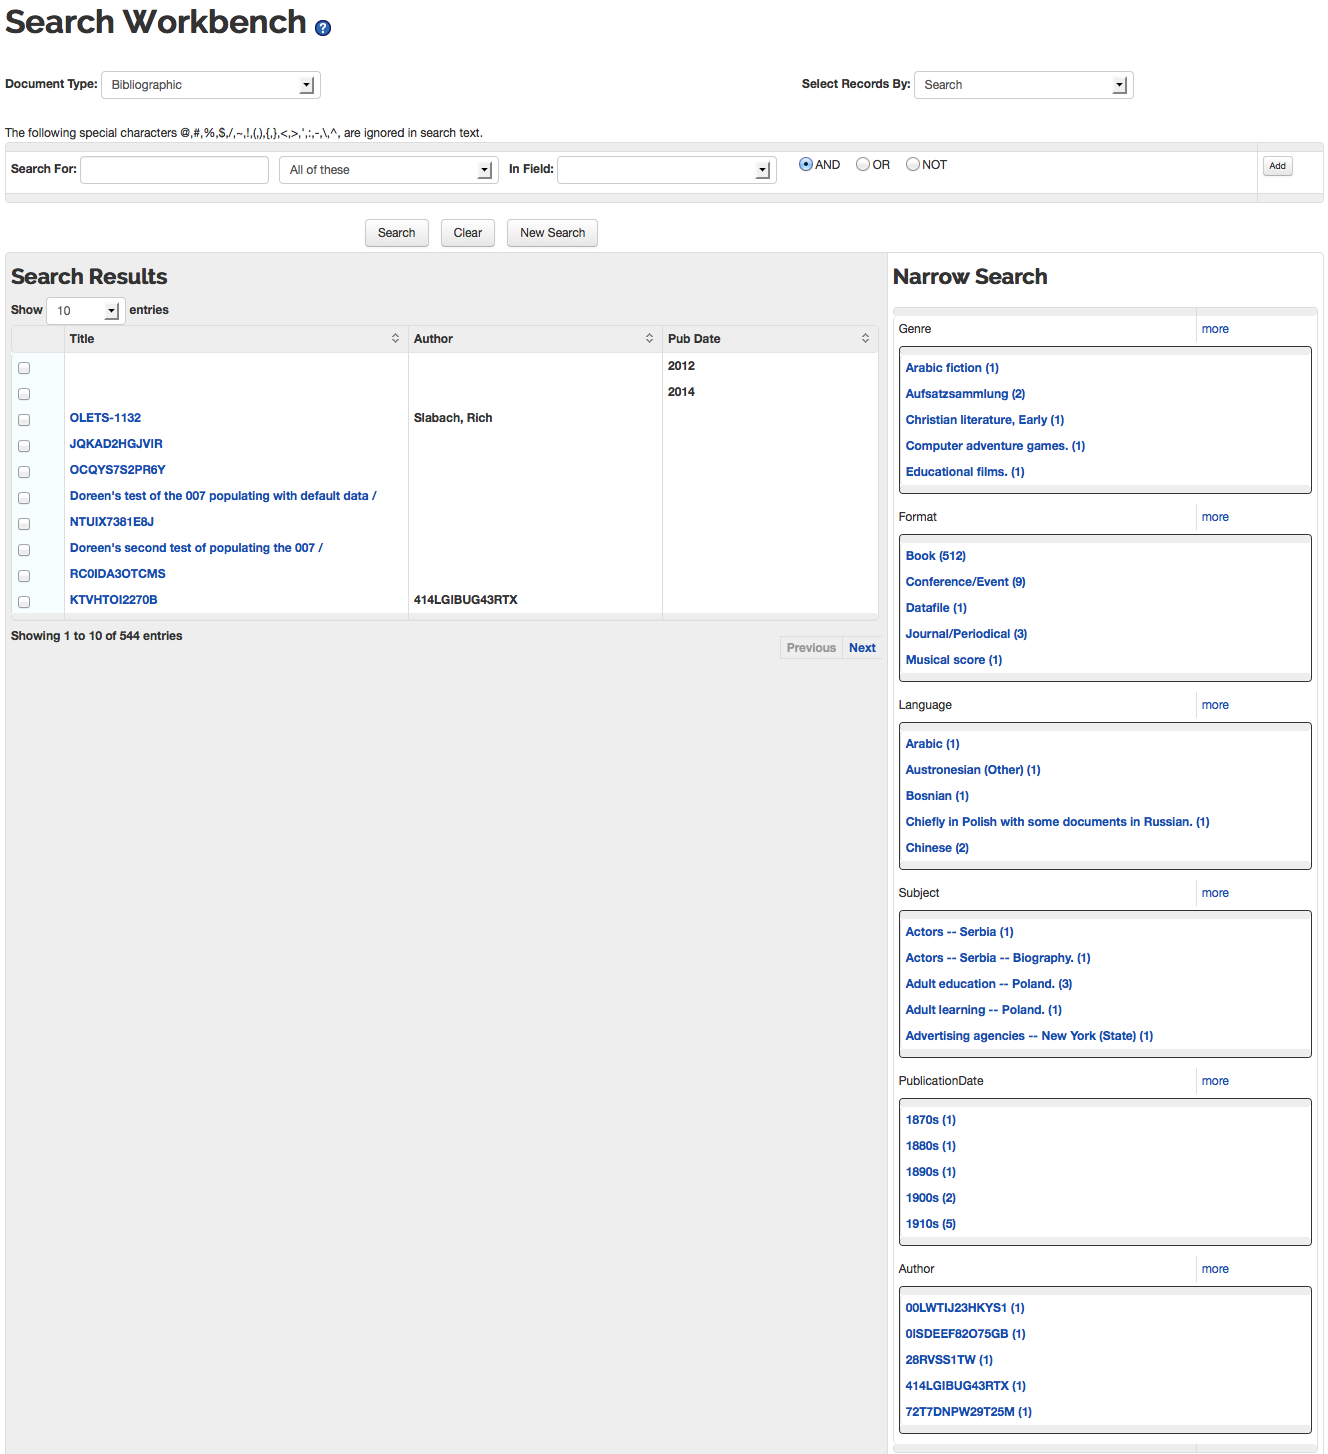 Search Workbench ?
Document Type: Bibliographic
Select Records By: Search
The following special characters @,#,%,$,/,~,!,(,),{,},<,>,',:,-,\,^, are ignored in search text.
Search For: All of these In Field: AND OR NOT Add
Search Clear New Search
Search Results
Show 10 entries
Title Author Pub Date
2012
2014
OLETS-1132 Slabach, Rich
JQKAD2HGJVIR
OCQYS7S2PR6Y
Doreen's test of the 007 populating with default data /
NTUIX7381E8J
Doreen's second test of populating the 007 /
RC0IDA3OTCMS
KTVHTOI2270B 414LGIBUG43RTX
Showing 1 to 10 of 544 entries
Previous Next
Narrow Search
Genre more
Arabic fiction (1)
Aufsatzsammlung (2)
Christian literature, Early (1)
Computer adventure games. (1)
Educational films. (1)
Format more
Book (512)
Conference/Event (9)
Datafile (1)
Journal/Periodical (3)
Musical score (1)
Language more
Arabic (1)
Austronesian (Other) (1)
Bosnian (1)
Chiefly in Polish with some documents in Russian. (1)
Chinese (2)
Subject more
Actors -- Serbia (1)
Actors -- Serbia -- Biography. (1)
Adult education -- Poland. (3)
Adult learning -- Poland. (1)
Advertising agencies -- New York (State) (1)
PublicationDate more
1870s (1)
1880s (1)
1890s (1)
1900s (2)
1910s (5)
Author more
00LWTIJ23HKYS1 (1)
0ISDEEF82O75GB (1)
28RVSS1TW (1)
414LGIBUG43RTX (1)
72T7DNPW29T25M (1)